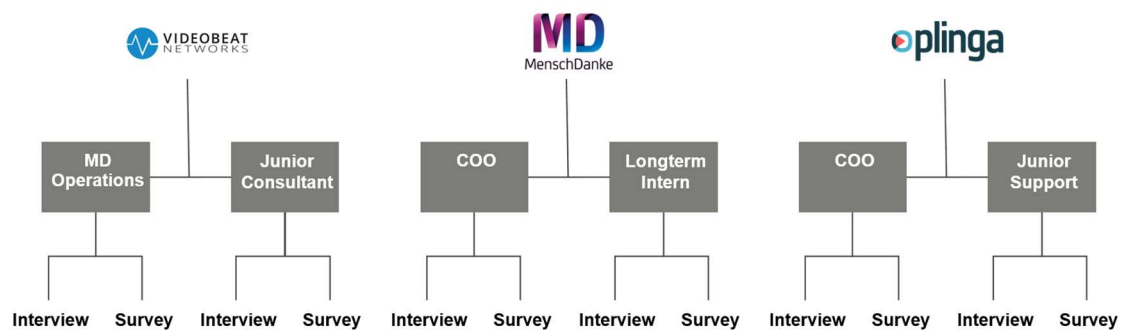 VIDEOBEAT
NETWORKS
MD
MenschDanke
plinga
MD
Operations
Junior
Consultant
COO
Longterm
Intern
COO
Junior
Support
Interview
Survey
Interview
Survey
Interview
Survey
Interview
Survey
Interview
Survey
Interview
Survey